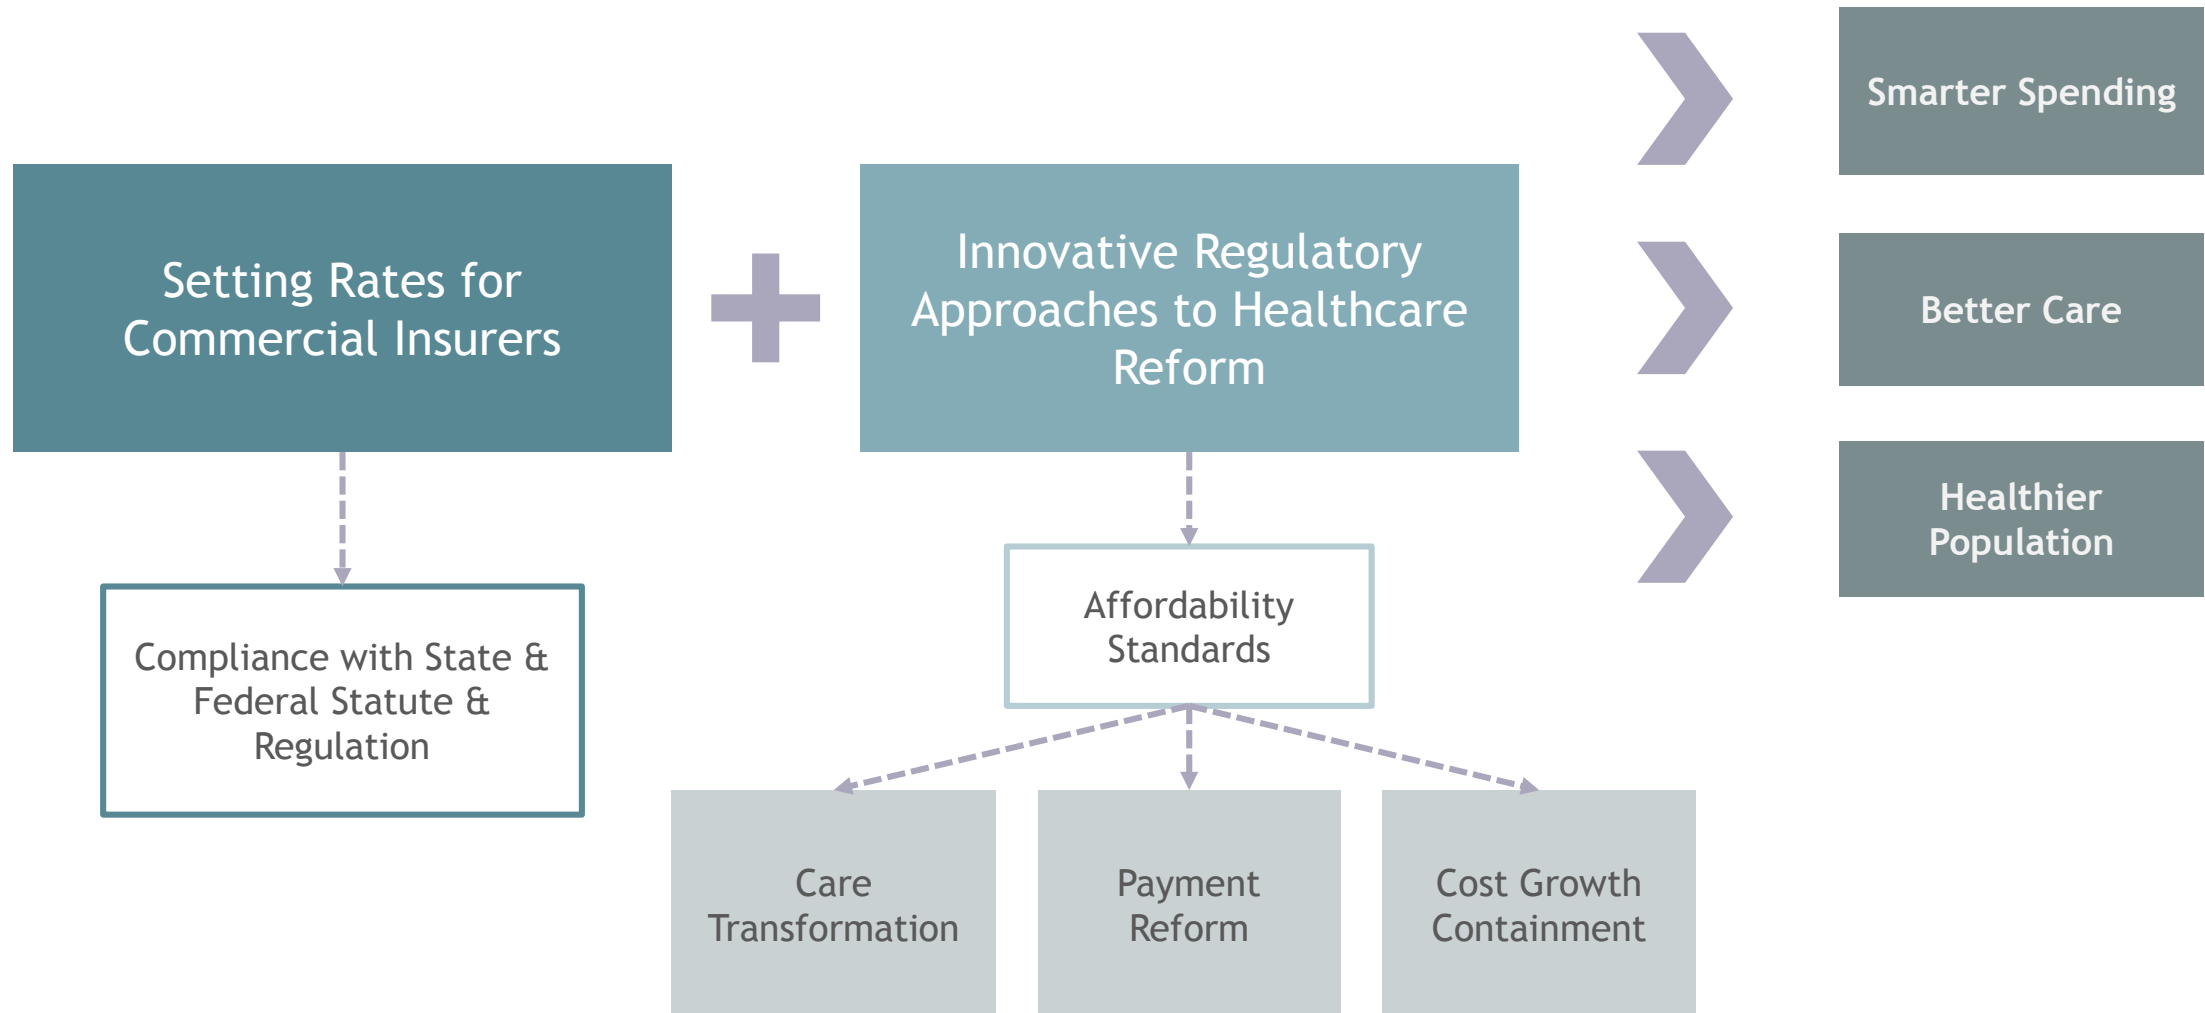 Setting Rates for
Commercial Insurers
Innovative Regulatory
Approaches to Healthcare
Reform
Smarter Spending
Better Care
Healthier
Population
Compliance with State &
Federal Statute &
Regulation
Affordability
Standards
Care
Transformation
Payment
Reform
Cost Growth
Containment